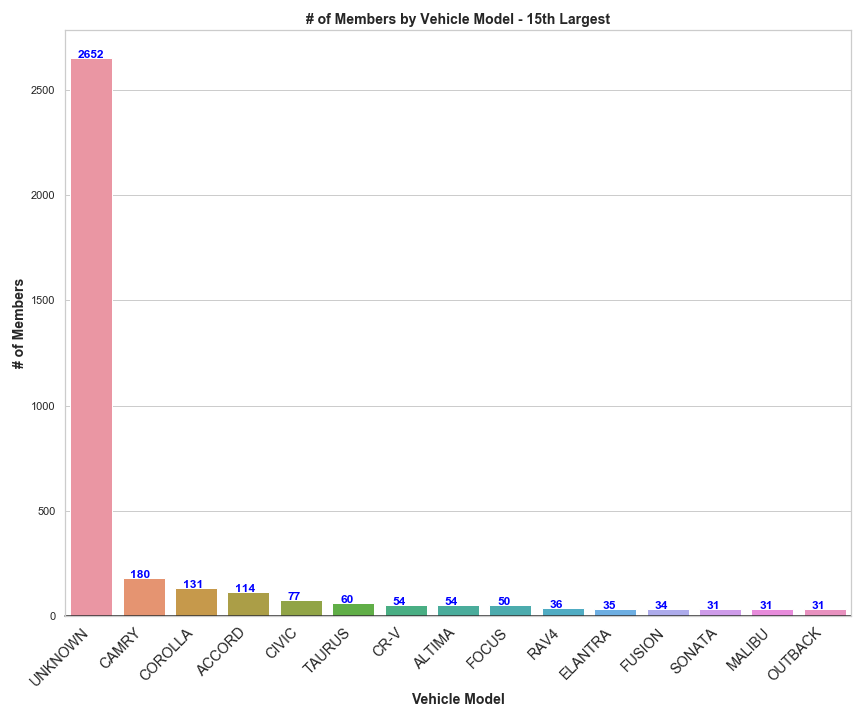 # of Members by Vehicle Model - 15th Largest
# of Members
2500
2000
1500
1000
500
0
2652
180
131
114
77
60
54
54
50
36
35
34
31
31
31
UNKNOWN
CAMRY
COROLLA
ACCORD
CIVIC
TAURUS
CR-V
ALTIMA
FOCUS
RAV4
ELANTRA
FUSION
SONATA
MALIBU
OUTBACK
Vehicle Model